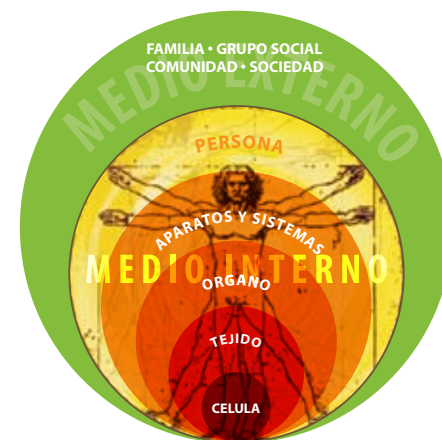 FAMILIA • GRUPO SOCIAL
COMUNIDAD • SOCIEDAD
MEDIO EXTERNO
PERSONA
APARATOS Y SISTEMAS
MEDIO INTERNO
ORGANO
TEJIDO
CELULA